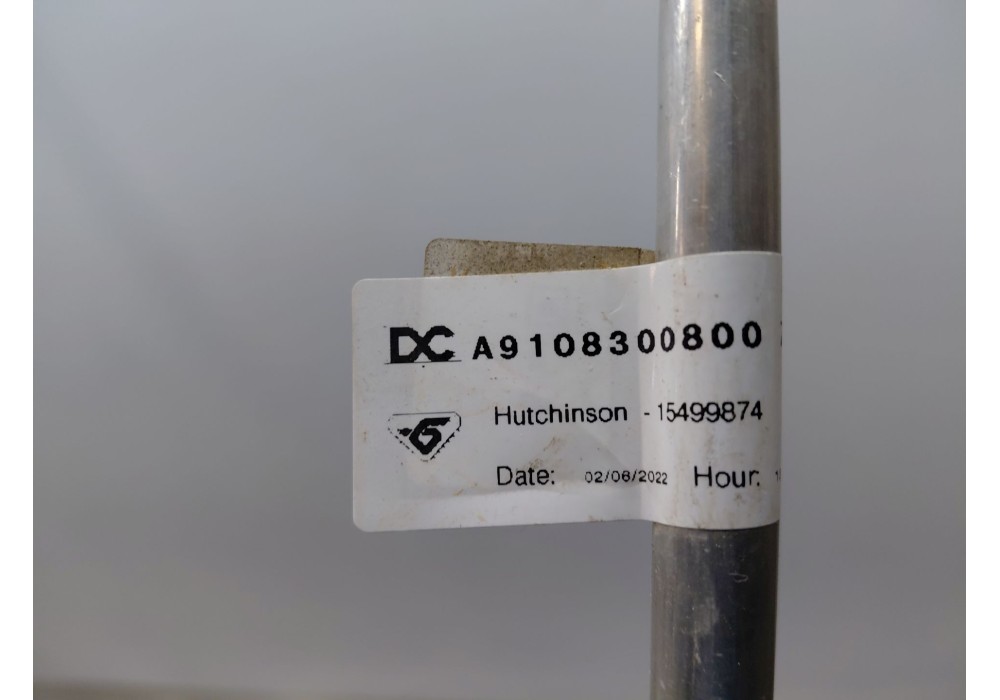 DC A9108300800
Hutchinson - 15499874
Date: 02/06/2022 Hour: